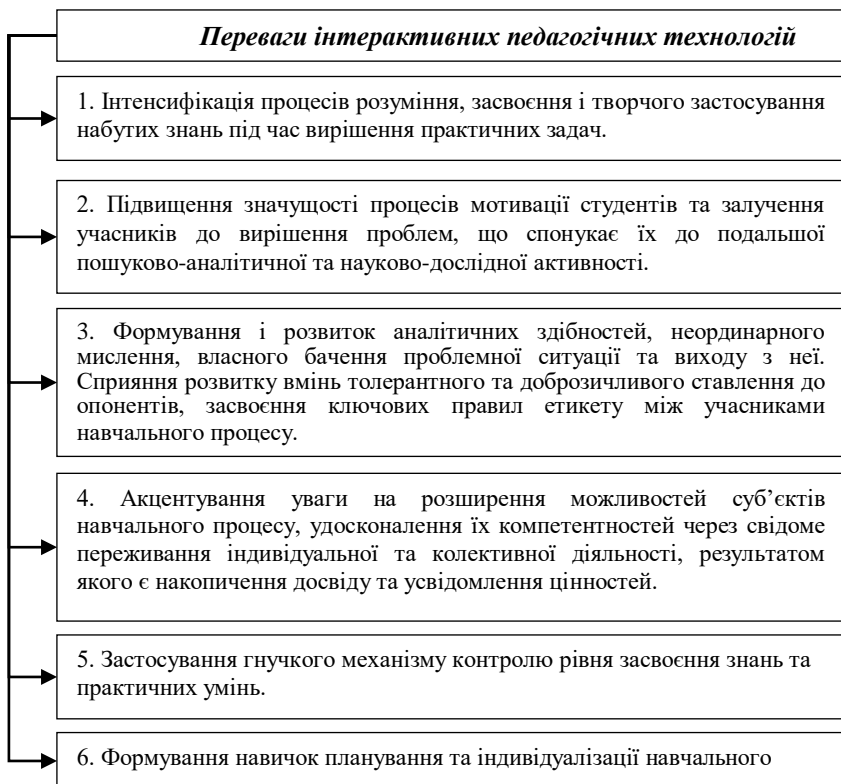 Переваги інтерактивних педагогічних технологій
1. Інтенсифікація процесів розуміння, засвоєння і творчого застосування
набутих знань під час вирішення практичних задач.
2. Підвищення значущості процесів мотивації студентів та залучення
учасників до вирішення проблем, що спонукає їх до подальшої
пошуково-аналітичної та науково-дослідної активності.
3. Формування і розвиток аналітичних здібностей, неординарного
мислення, власного бачення проблемної ситуації та виходу з неї.
Сприяння розвитку вмінь толерантного та доброзичливого ставлення до
опонентів, засвоєння ключових правил етикету між учасниками
навчального процесу.
4. Акцентування уваги на розширення можливостей суб’єктів
навчального процесу, удосконалення їх компетентностей через свідоме
переживання індивідуальної та колективної діяльності, результатом
якого є накопичення досвіду та усвідомлення цінностей.
5. Застосування гнучкого механізму контролю рівня засвоєння знань та
практичних умінь.
6. Формування навичок планування та індивідуалізації навчального